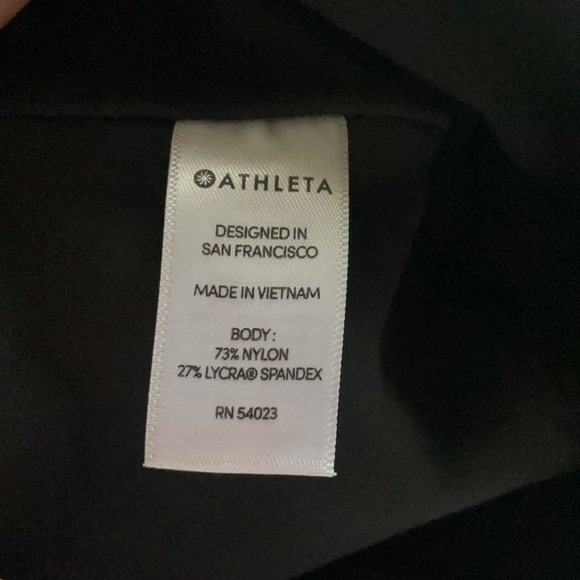 ATHLETA
DESIGNED IN
SAN FRANCISCO
MADE IN VIETNAM
BODY:
73% NYLON
27% LYCRA® SPANDEX
RN 54023